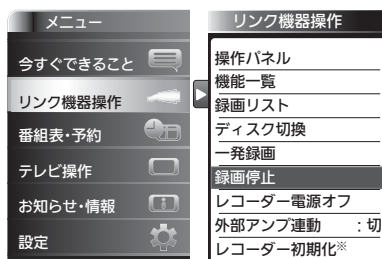 メニュー
今すぐできること
リンク機器操作
番組表･予約
テレビ操作
お知らせ･情報
設定
リンク機器操作
操作パネル
機能一覧
録画リスト
ディスク切換
一発録画
録画停止
レコーダー電源オフ
外部アンプ連動 :切
レコーダー初期化※